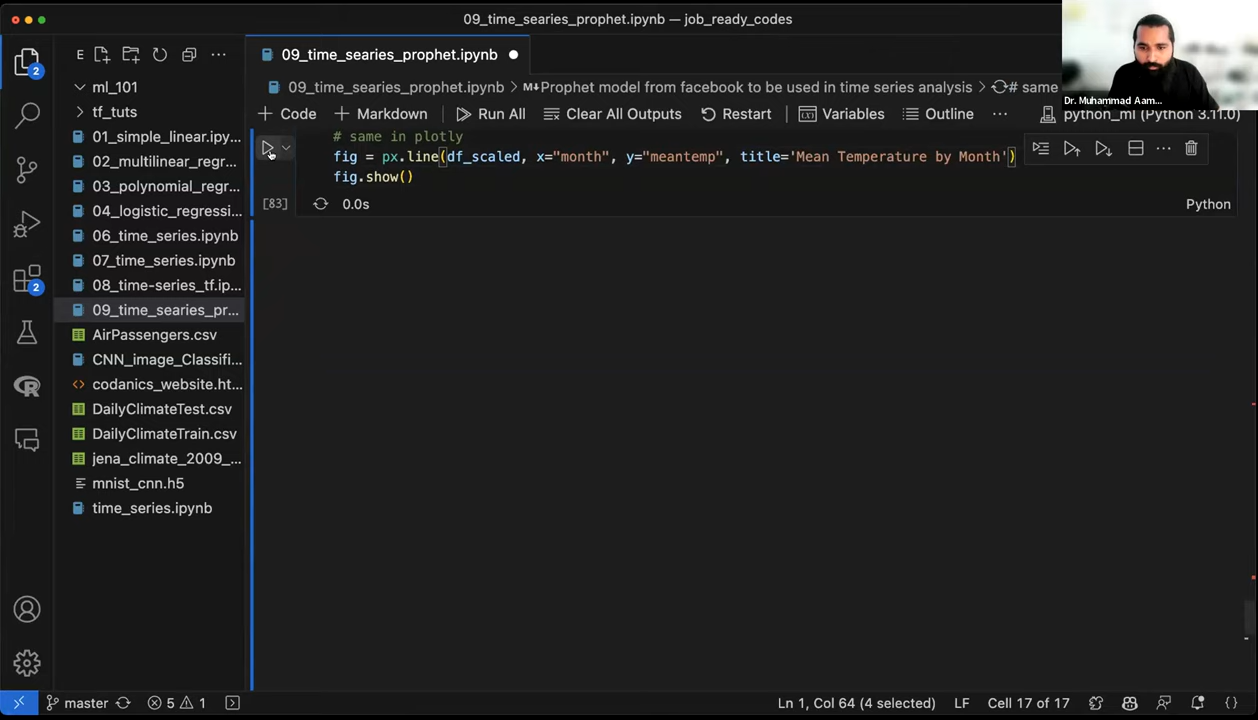 09_time_searies_prophet.ipynb — job_ready_codes
E
09_time_searies_prophet.ipynb
ml_101
tf_tuts
01_simple_linear.ipy...
02_multilinear_regr...
03_polynomial_regr...
04_logistic_regressi...
06_time_series.ipynb
07_time_series.ipynb
08_time-series_tf.ip...
09_time_searies_pr...
AirPassengers.csv
CNN_image_Classifi...
codanics_website.ht...
DailyClimateTest.csv
DailyClimateTrain.csv
jena_climate_2009_...
mnist_cnn.h5
time_series.ipynb
2
2
R
09_time_searies_prophet.ipynb > M↓Prophet model from facebook to be used in time series analysis > # same
+ Code + Markdown Run All Clear All Outputs Restart Variables Outline ... python_ml (Python 3.11.0)
# same in plotly
fig = px.line(df_scaled, x="month", y="meantemp", title='Mean Temperature by Month')
fig.show()
[83] 0.0s Python
Dr. Muhammad Aam...
master 5 1 Ln 1, Col 64 (4 selected) LF Cell 17 of 17